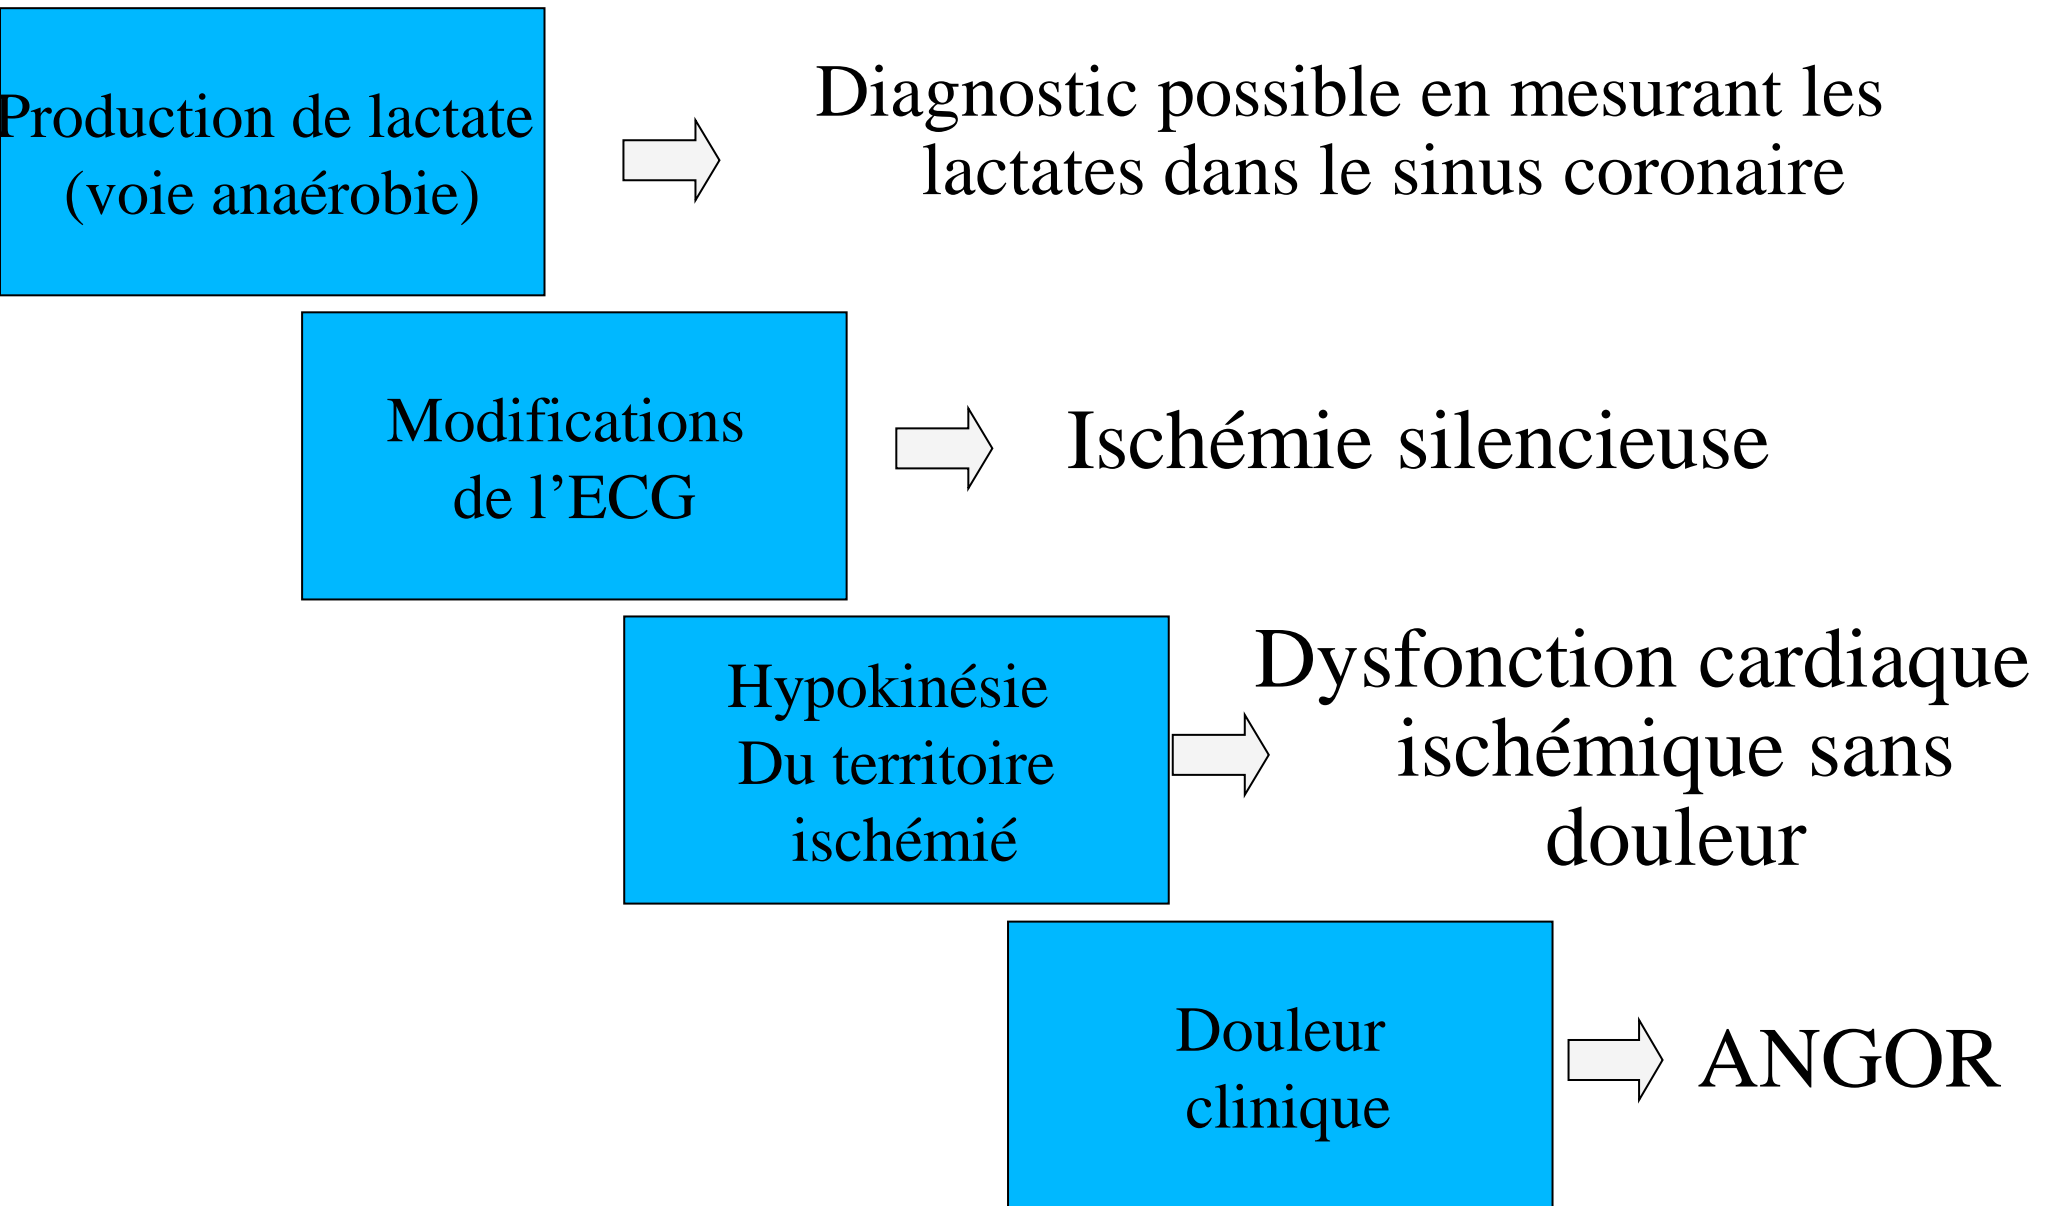 Production de lactate
(voie anaérobie)
Diagnostic possible en mesurant les
lactates dans le sinus coronaire
Modifications
de l’ECG
Ischémie silencieuse
Hypokinésie
Du territoire
ischémié
Dysfonction cardiaque
ischémique sans
douleur
Douleur
clinique
ANGOR